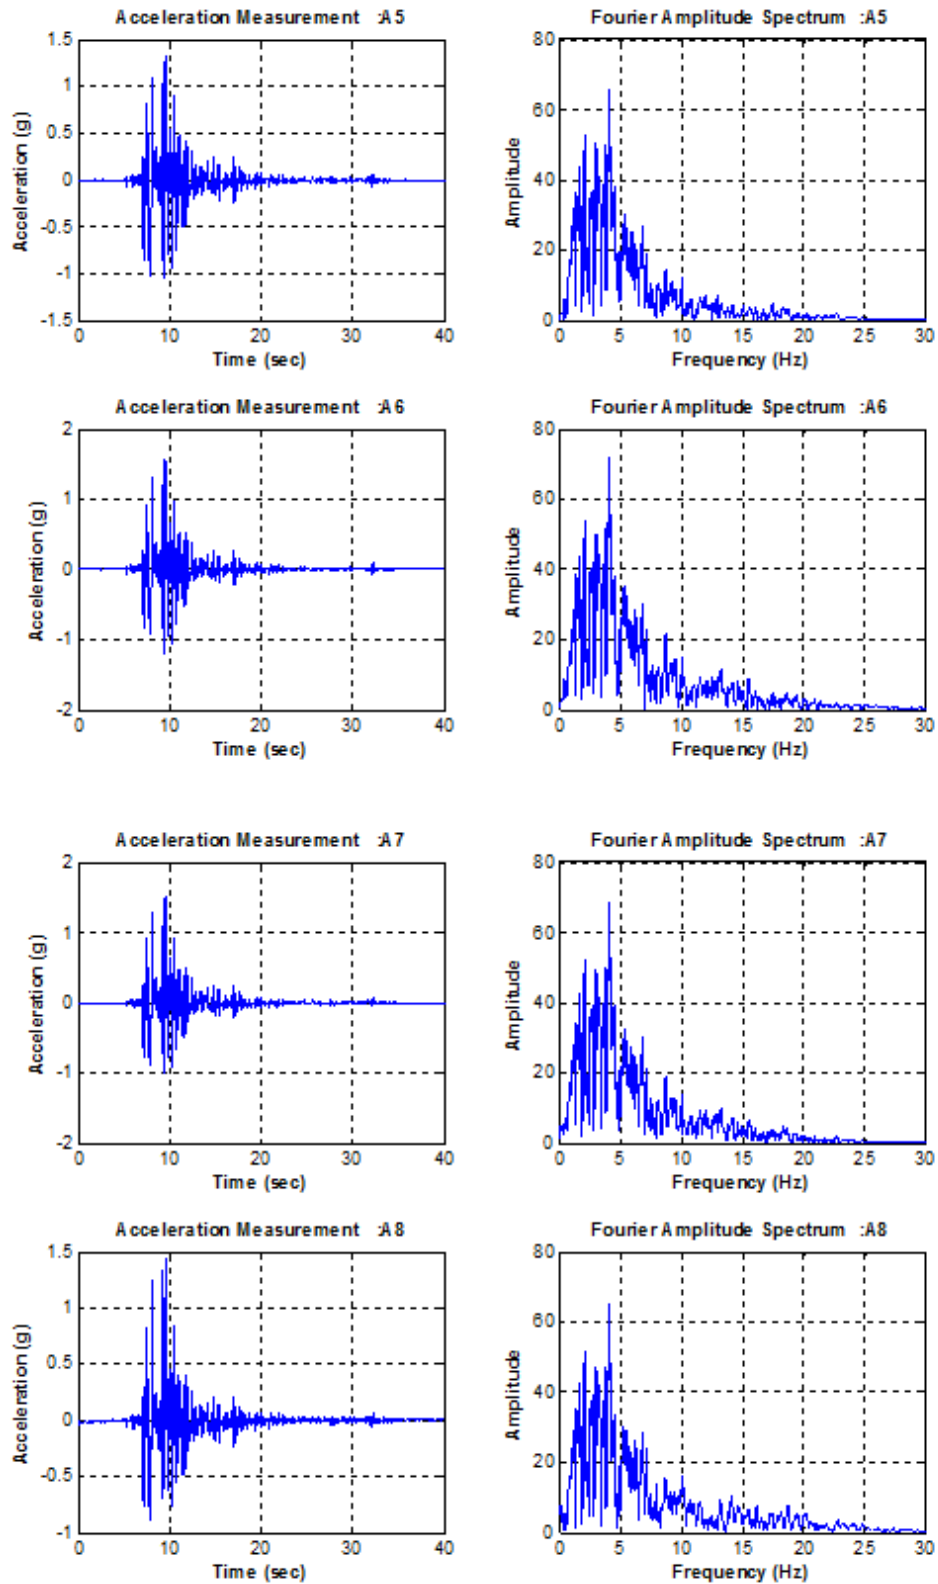 Acceleration Measurement :A5
Fourier Amplitude Spectrum :A5
1.5
1
0.5
0
-0.5
-1
-1.5
Acceleration (g)
0 10 20 30 40
Time (sec)
80
60
40
20
0
Amplitude
0 5 10 15 20 25 30
Frequency (Hz)
Acceleration Measurement :A6
Fourier Amplitude Spectrum :A6
2
1
0
-1
-2
Acceleration (g)
0 10 20 30 40
Time (sec)
80
60
40
20
0
Amplitude
0 5 10 15 20 25 30
Frequency (Hz)
Acceleration Measurement :A7
Fourier Amplitude Spectrum :A7
2
1
0
-1
-2
Acceleration (g)
0 10 20 30 40
Time (sec)
80
60
40
20
0
Amplitude
0 5 10 15 20 25 30
Frequency (Hz)
Acceleration Measurement :A8
Fourier Amplitude Spectrum :A8
1.5
1
0.5
0
-0.5
-1
Acceleration (g)
0 10 20 30 40
Time (sec)
80
60
40
20
0
Amplitude
0 5 10 15 20 25 30
Frequency (Hz)